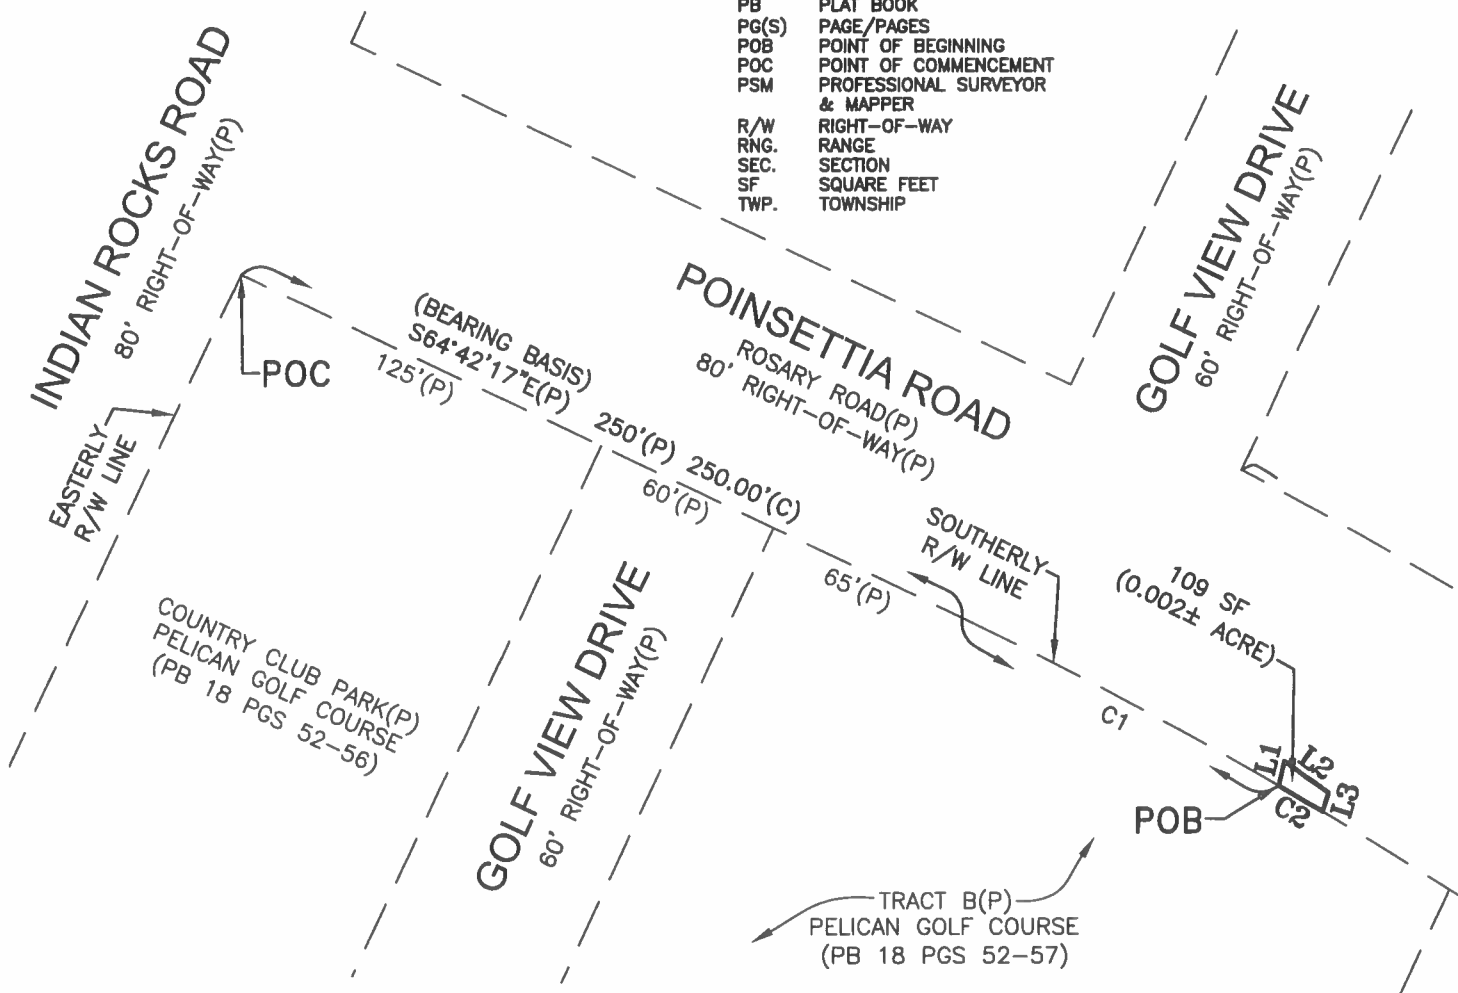 PB PLAT BOOK
PG(S) PAGE/PAGES
POB POINT OF BEGINNING
POC POINT OF COMMENCEMENT
PSM PROFESSIONAL SURVEYOR
& MAPPER
R/W RIGHT-OF-WAY
RNG. RANGE
SEC. SECTION
SF SQUARE FEET
TWP. TOWNSHIP
INDIAN ROCKS ROAD
80' RIGHT-OF-WAY(P)
GOLF VIEW DRIVE
60' RIGHT-OF-WAY(P)
POINSETTIA ROAD
ROSARY ROAD(P)
80' RIGHT-OF-WAY(P)
(BEARING BASIS)
S64°42'17"E(P)
125'(P)
POC
250'(P) 250.00'(C)
60'(P)
65'(P)
EASTERLY
R/W LINE
SOUTHERLY
R/W LINE
109 SF
(0.002± ACRE)
COUNTRY CLUB PARK(P)
PELICAN GOLF COURSE
(PB 18 PGS 52-56)
GOLF VIEW DRIVE
60' RIGHT-OF-WAY(P)
C1
L1
L2
L3
C2
POB
TRACT B(P)
PELICAN GOLF COURSE
(PB 18 PGS 52-57)